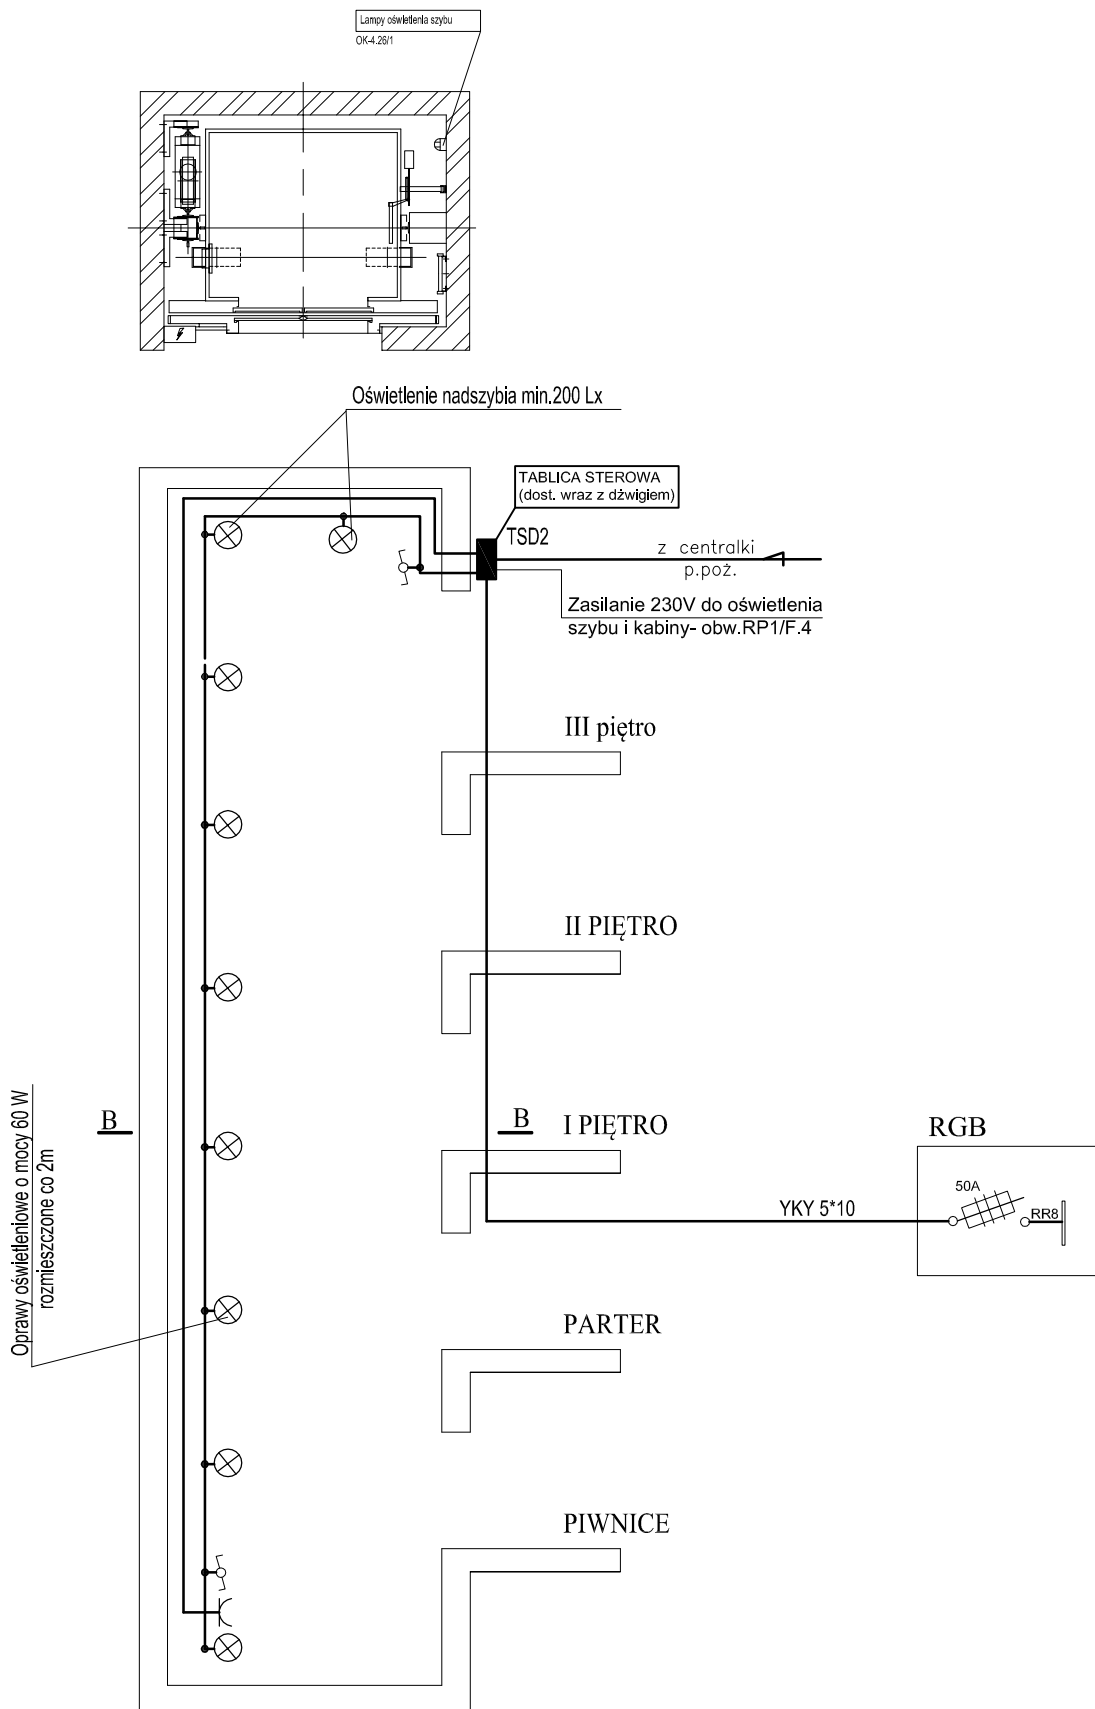 Lampy oświetlenia szybu
OK-4.26/1
Oświetlenie nadszybia min.200 Lx
TABLICA STEROWA
(dost. wraz z dźwigiem)
TSD2
z centralki
p.poż.
Zasilanie 230V do oświetlenia
szybu i kabiny- obw.RP1/F.4
III piętro
II PIĘTRO
B
B
I PIĘTRO
RGB
50A
RR8
YKY 5*10
Oprawy oświetleniowe o mocy 60 W
rozmieszczone co 2m
PARTER
PIWNICE